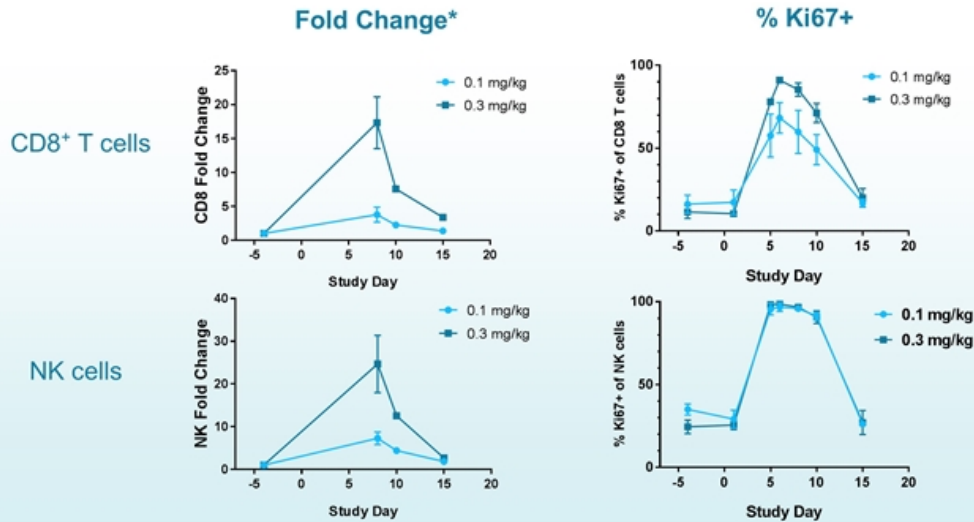 Fold Change*
% Ki67+
CD8+ T cells
CD8 Fold Change
25
20
15
10
5
0
-5
0
5
10
15
20
Study Day
0.1 mg/kg
0.3 mg/kg
% Ki67+ of CD8 T cells
100
50
0
-5
0
5
10
15
20
Study Day
0.1 mg/kg
0.3 mg/kg
NK cells
NK Fold Change
40
30
20
10
0
-5
0
5
10
15
20
Study Day
0.1 mg/kg
0.3 mg/kg
% Ki67+ of NK cells
100
50
0
-5
0
5
10
15
20
Study Day
0.1 mg/kg
0.3 mg/kg